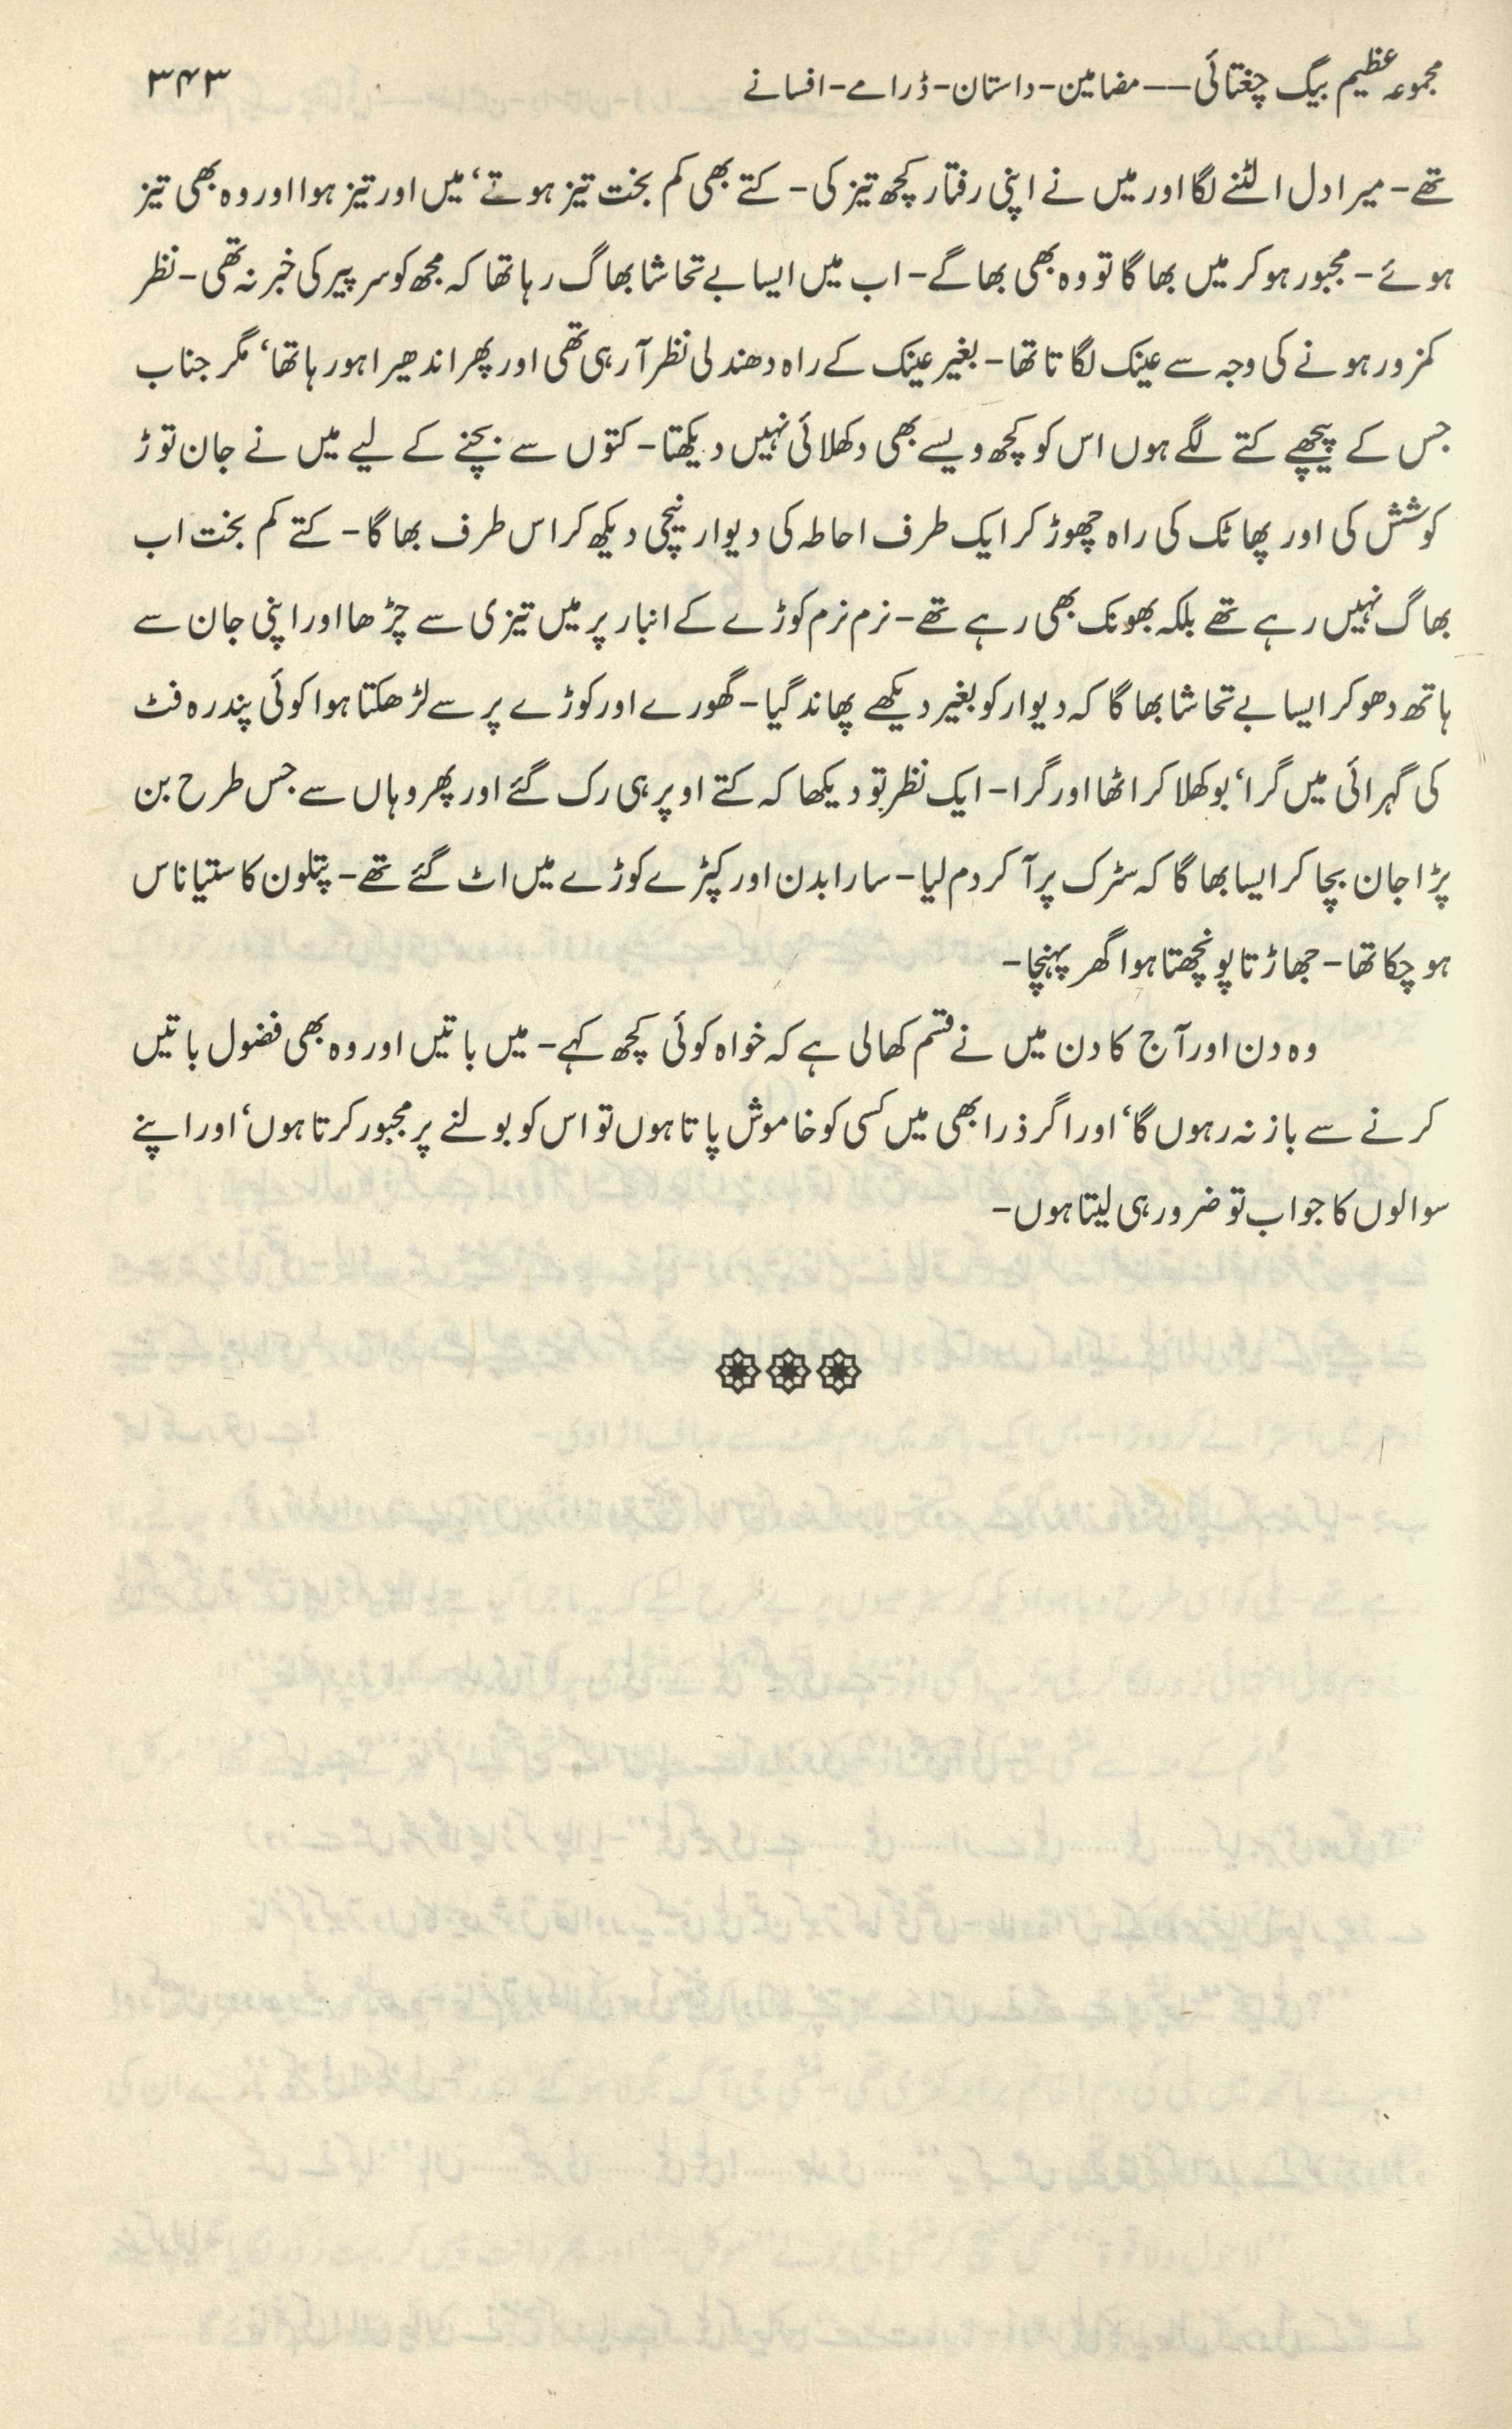 مجموعہ عظیم بیگ چغتائی — مضامین - داستان - ڈرامے - افسانے ۳۴۳
تھے - میرا دل الٹنے لگا اور میں نے اپنی رفتار کچھ تیز کی - کتے بھی کم بخت تیز ہوتے، میں اور تیز ہوا اور وہ بھی تیز
ہوئے - مجبور ہو کر میں بھاگا تو وہ بھی بھاگے - اب میں ایسا بے تحاشا بھاگ رہا تھا کہ مجھ کو سر پیر کی خبر نہ تھی - نظر
کمزور ہونے کی وجہ سے عینک لگاتا تھا - بغیر عینک کے راہ دھندلی نظر آ رہی تھی اور پھر اندھیرا ہو رہا تھا، مگر جناب
جس کے پیچھے کتے لگے ہوں اس کو کچھ ویسے بھی دکھلائی نہیں دیکھتا - کتوں سے بچنے کے لیے میں نے جان توڑ
کوشش کی اور پھاٹک کی راہ چھوڑ کر ایک طرف احاطہ کی دیوار نیچی دیکھ کر اس طرف بھاگا - کتے کم بخت اب
بھاگ نہیں رہے تھے بلکہ بھونک بھی رہے تھے - نرم نرم کوڑے کے انبار پر میں تیزی سے چڑھا اور اپنی جان سے
ہاتھ دھو کر ایسا بے تحاشا بھاگا کہ دیوار کو بغیر دیکھے پھاند گیا - گھورے اور کوڑے پر سے لڑھکتا ہوا کوئی پندرہ فٹ
کی گہرائی میں گرا، بوکھلا کر اٹھا اور گرا - ایک نظر تو دیکھا کہ کتے اوپر ہی رک گئے اور پھر وہاں سے جس طرح بن
پڑا جان بچا کر ایسا بھاگا کہ سڑک پر آ کر دم لیا - سارا بدن اور کپڑے کوڑے میں اٹ گئے تھے - پتلون کا ستیاناس
ہو چکا تھا - جھاڑتا پونچھتا ہوا گھر پہنچا -
وہ دن اور آج کا دن میں نے قسم کھا لی ہے کہ خواہ کوئی کچھ کہے - میں باتیں اور وہ بھی فضول باتیں
کرنے سے باز نہ رہوں گا، اور اگر ذرا بھی میں کسی کو خاموش پاتا ہوں تو اس کو بولنے پر مجبور کرتا ہوں، اور اپنے
سوالوں کا جواب تو ضرور ہی لیتا ہوں -